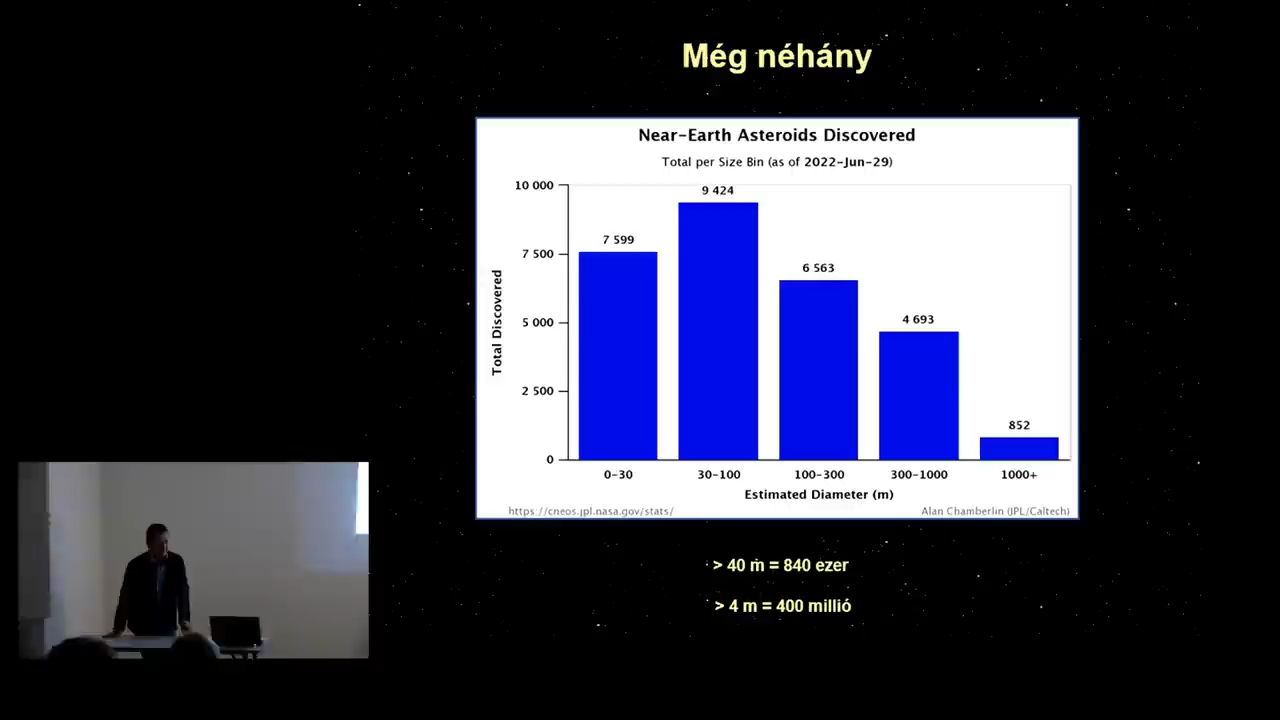 Még néhány
Near-Earth Asteroids Discovered
Total per Size Bin (as of 2022-Jun-29)
10 000
7 500
5 000
2 500
0
Total Discovered
7 599
9 424
6 563
4 693
852
0-30
30-100
100-300
300-1000
1000+
Estimated Diameter (m)
https://cneos.jpl.nasa.gov/stats/
Alan Chamberlin (JPL/Caltech)
> 40 m = 840 ezer
> 4 m = 400 millió